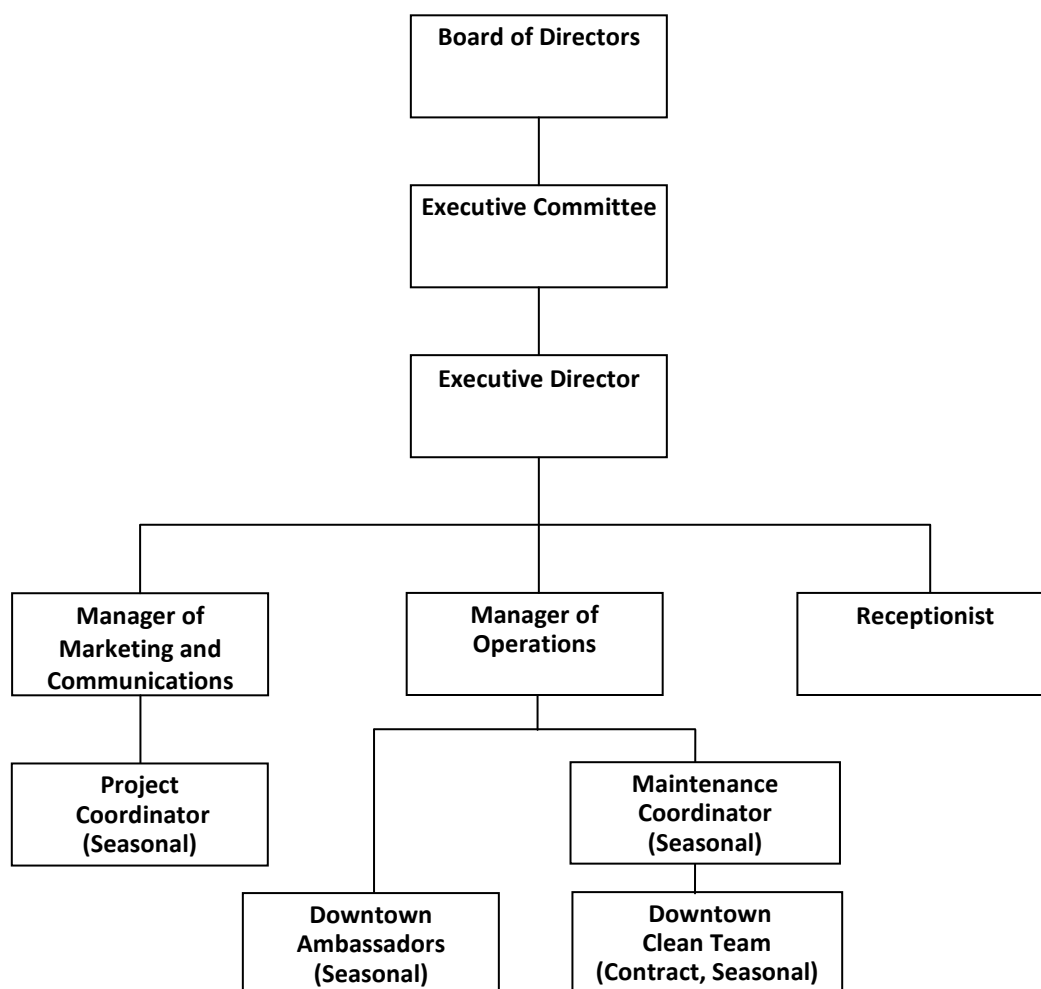 Board of Directors
Executive Committee
Executive Director
Manager of
Marketing and
Communications
Manager of
Operations
Receptionist
Project
Coordinator
(Seasonal)
Maintenance
Coordinator
(Seasonal)
Downtown
Ambassadors
(Seasonal)
Downtown
Clean Team
(Contract, Seasonal)